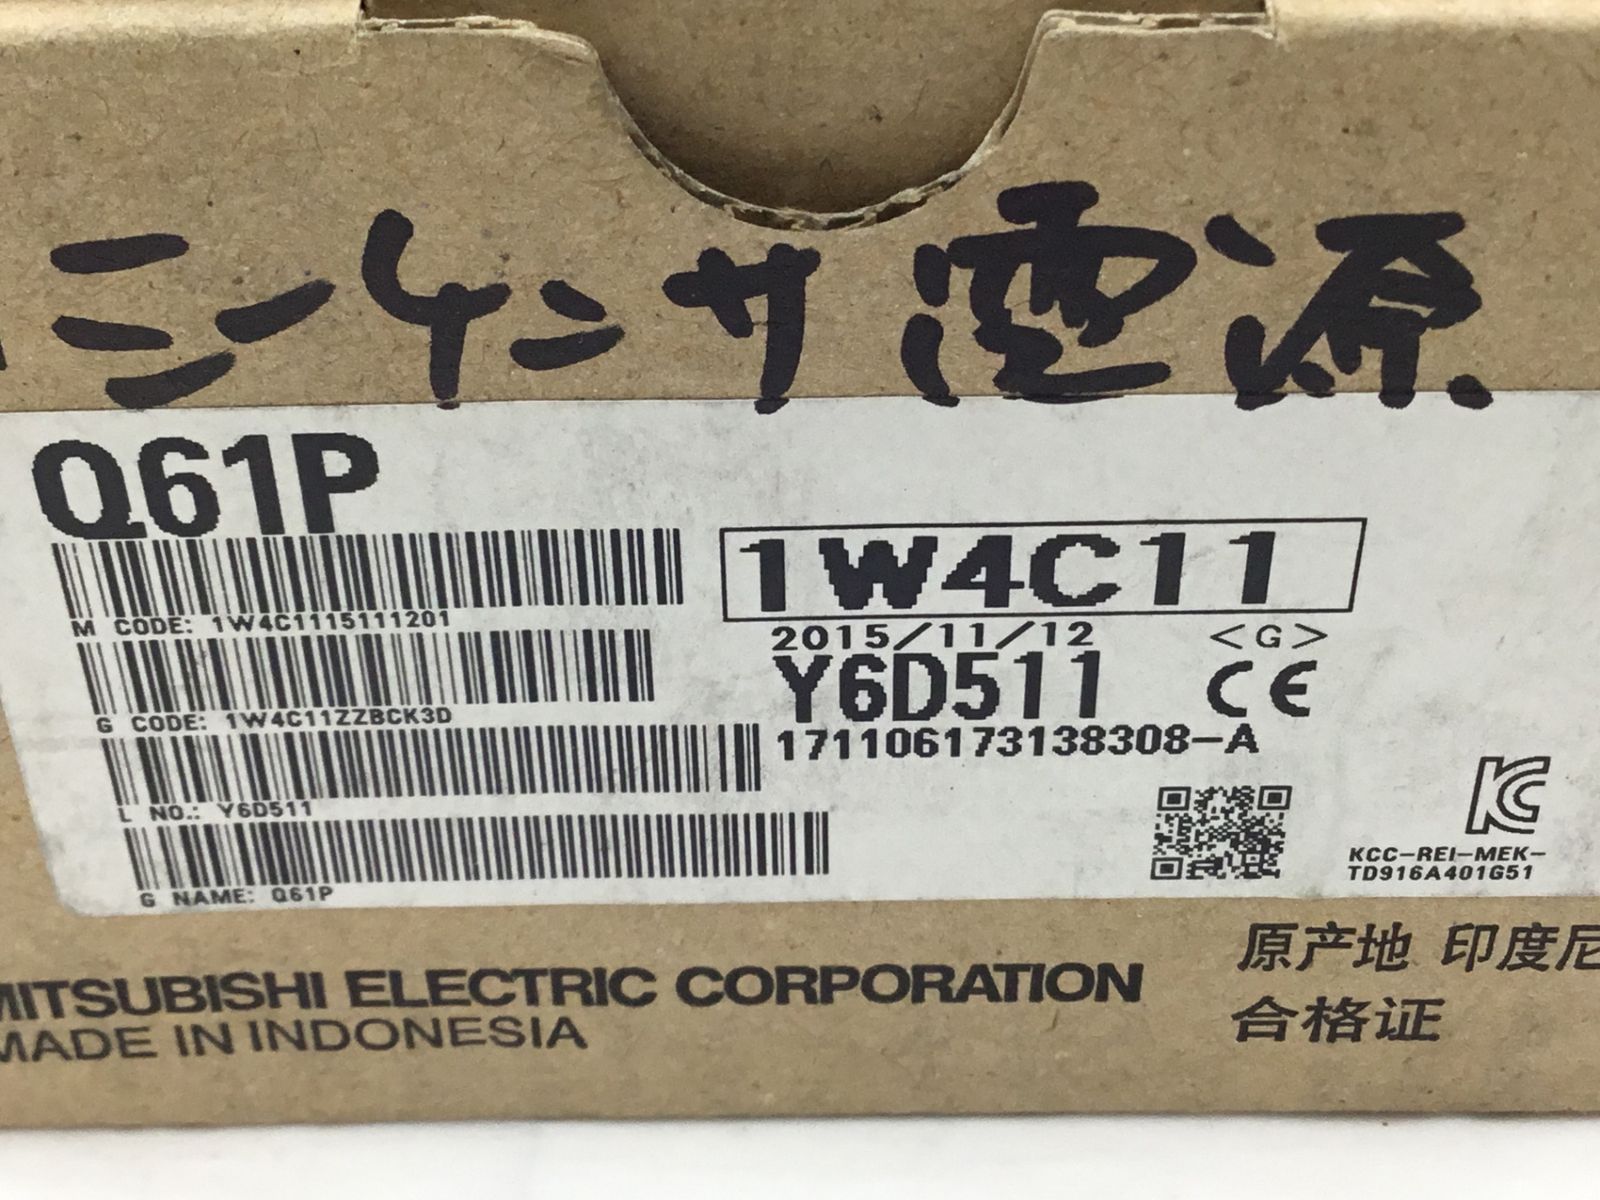 シーケンサ 電源
Q61P
1W4C11
M CODE: 1W4C1115111201
2015/11/12 <G>
Y6D511 CE
G CODE: 1W4C11ZZBCK3D
171106173138308-A
L NO.: Y6D511
KCC-REI-MEK-
TD916A401G51
G NAME: Q61P
MITSUBISHI ELECTRIC CORPORATION
MADE IN INDONESIA
原产地 印度尼
合格证